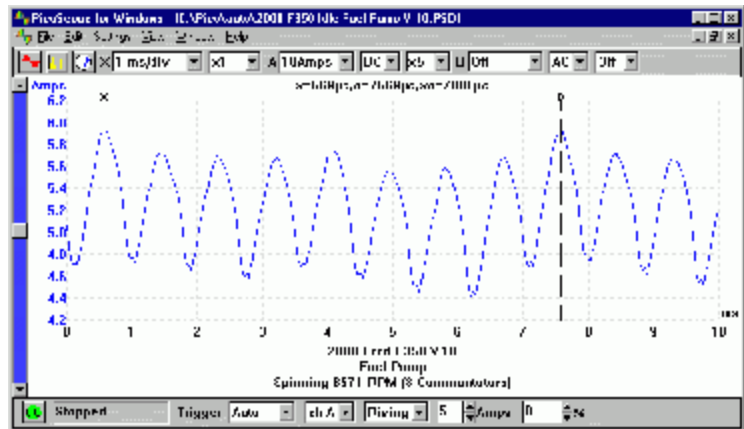 PicoScope for Windows - [C:\Pico\auto\2000 F350 Idle Fuel Pump V-10.PSD]
File Edit Settings View Window Help
1 ms/div x1 A 10Amps DC x5 Off AC Off
Amps
6.2
6.0
5.8
5.6
5.4
5.2
5.0
4.8
4.6
4.4
4.2
x o
0 1 2 3 4 5 6 7 8 9 10
2000 Ford F350 V-10
Fuel Pump
Spinning 8571 RPM (8 Commutators)
Stopped Trigger Auto ch A Rising 5 Amps 0 %